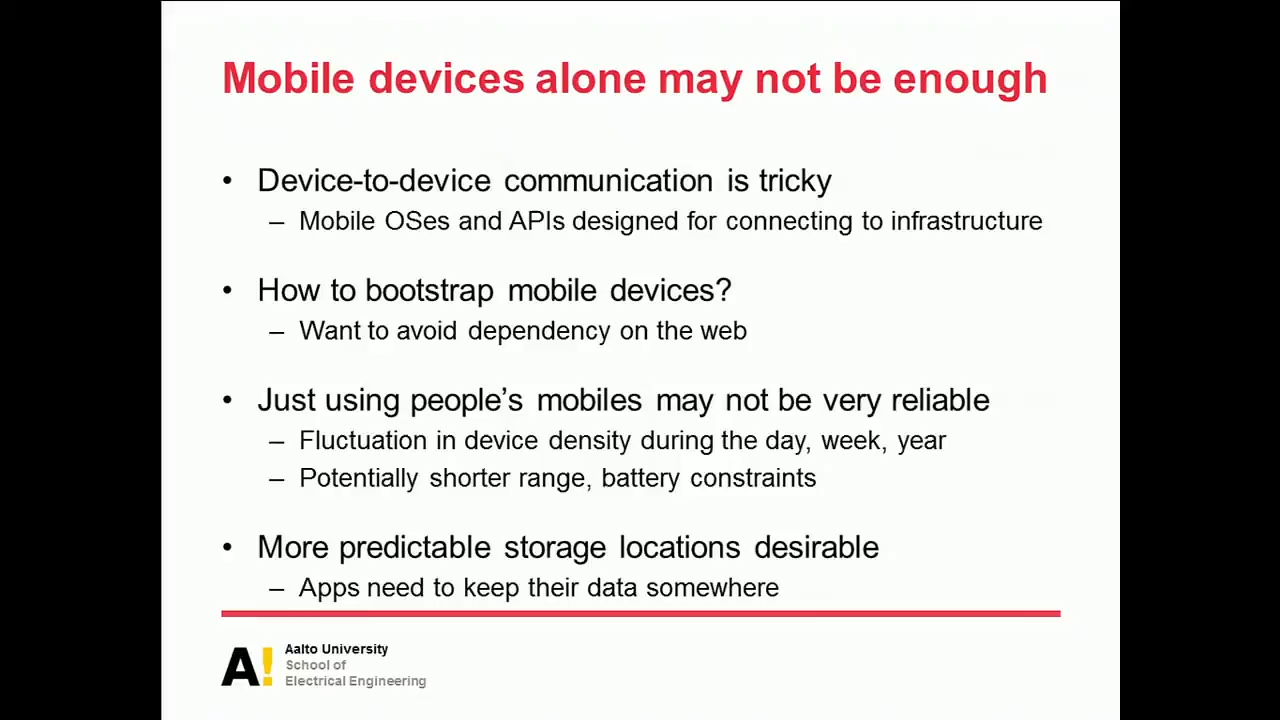 Mobile devices alone may not be enough
• Device-to-device communication is tricky
– Mobile OSes and APIs designed for connecting to infrastructure
• How to bootstrap mobile devices?
– Want to avoid dependency on the web
• Just using people's mobiles may not be very reliable
– Fluctuation in device density during the day, week, year
– Potentially shorter range, battery constraints
• More predictable storage locations desirable
– Apps need to keep their data somewhere
A!
Aalto University
School of
Electrical Engineering